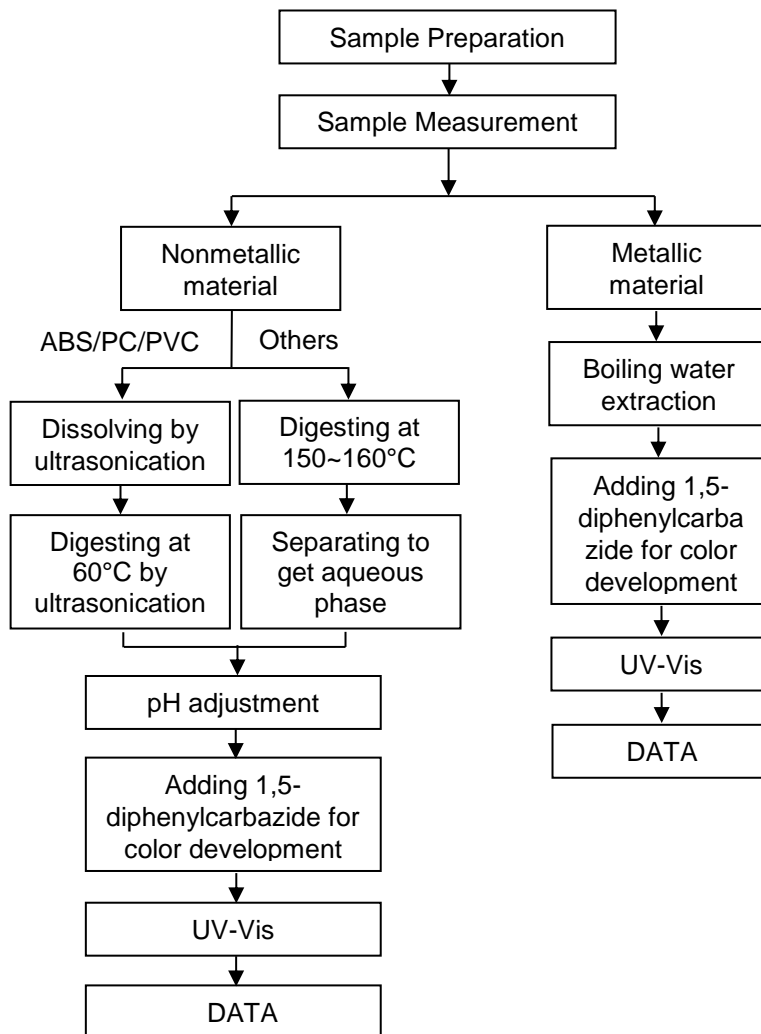 Sample Preparation
Sample Measurement
Nonmetallic
material
ABS/PC/PVC
Others
Dissolving by
ultrasonication
Digesting at
150~160°C
Digesting at
60°C by
ultrasonication
Separating to
get aqueous
phase
pH adjustment
Adding 1,5-
diphenylcarbazide for
color development
UV-Vis
DATA
Metallic
material
Boiling water
extraction
Adding 1,5-
diphenylcarba
zide for color
development
UV-Vis
DATA